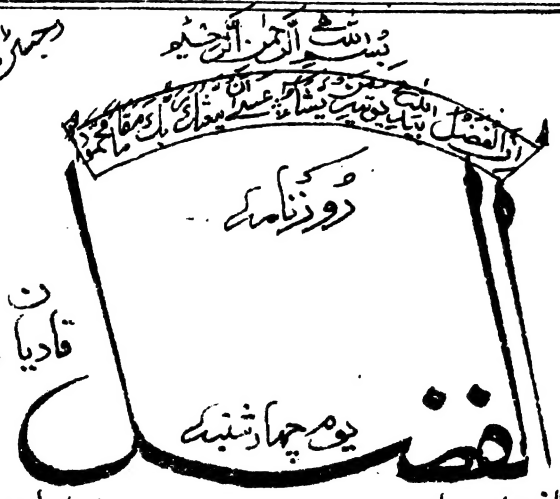 بسم اللہ الرحمن الرحیم
ان الفضل بید اللہ یؤتیہ من یشاء عسی ان یبعثک ربک مقاما محمودا
روزنامہ
قادیان
الفضل
یوم چہار شنبہ